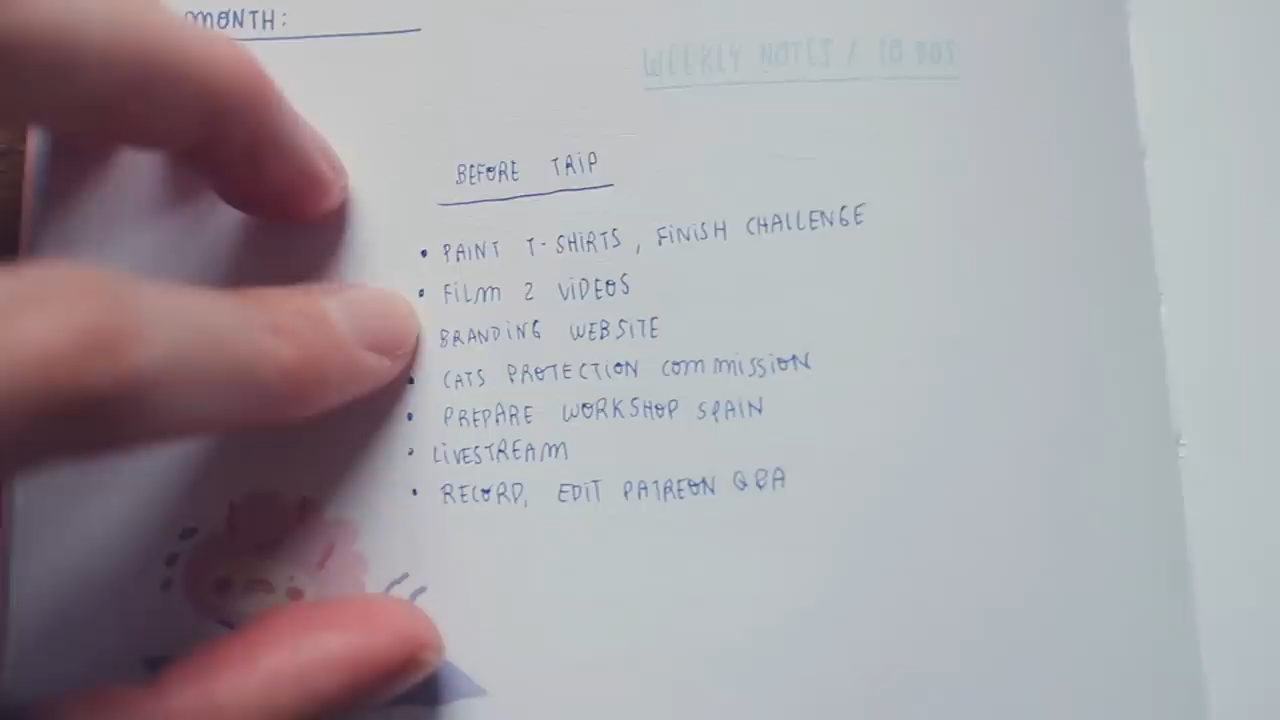 MONTH:
WEEKLY NOTES / TO DOS
BEFORE TRIP
• PAINT T-SHIRTS, FINISH CHALLENGE
• FILM 2 VIDEOS
BRANDING WEBSITE
• CATS PROTECTION COMMISSION
• PREPARE WORKSHOP SPAIN
• LIVESTREAM
• RECORD, EDIT PATREON Q&A